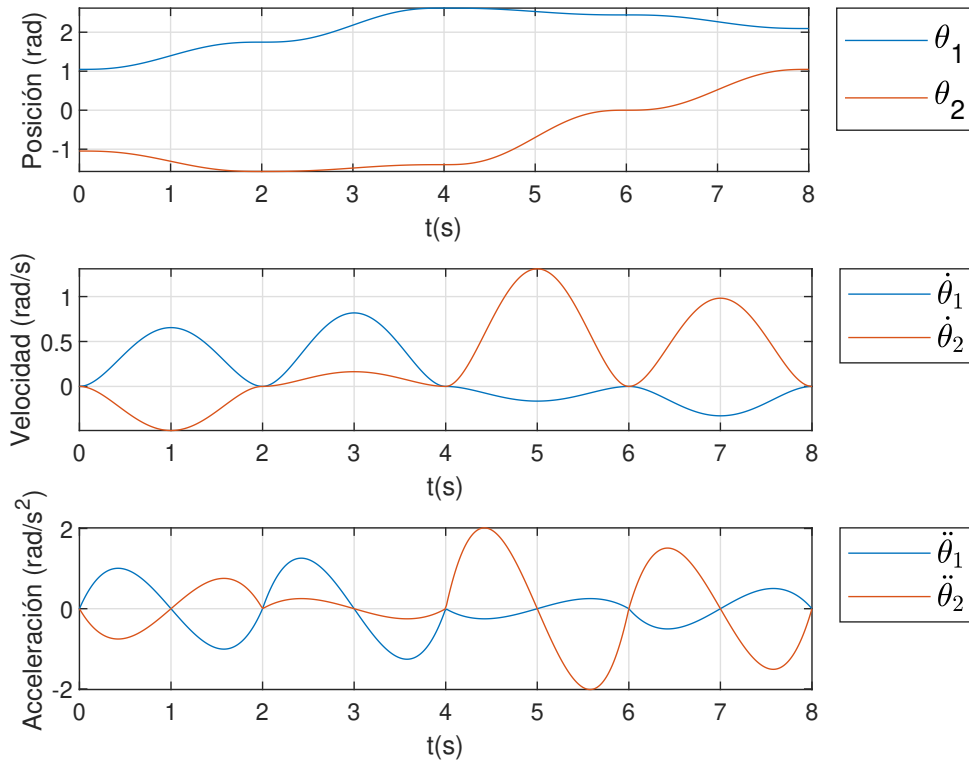 Posición (rad)
2
1
0
-1
0 1 2 3 4 5 6 7 8
t(s)
θ1
θ2
Velocidad (rad/s)
1
0.5
0
0 1 2 3 4 5 6 7 8
t(s)
θ̇1
θ̇2
Acceleración (rad/s²)
2
0
-2
0 1 2 3 4 5 6 7 8
t(s)
θ̈1
θ̈2